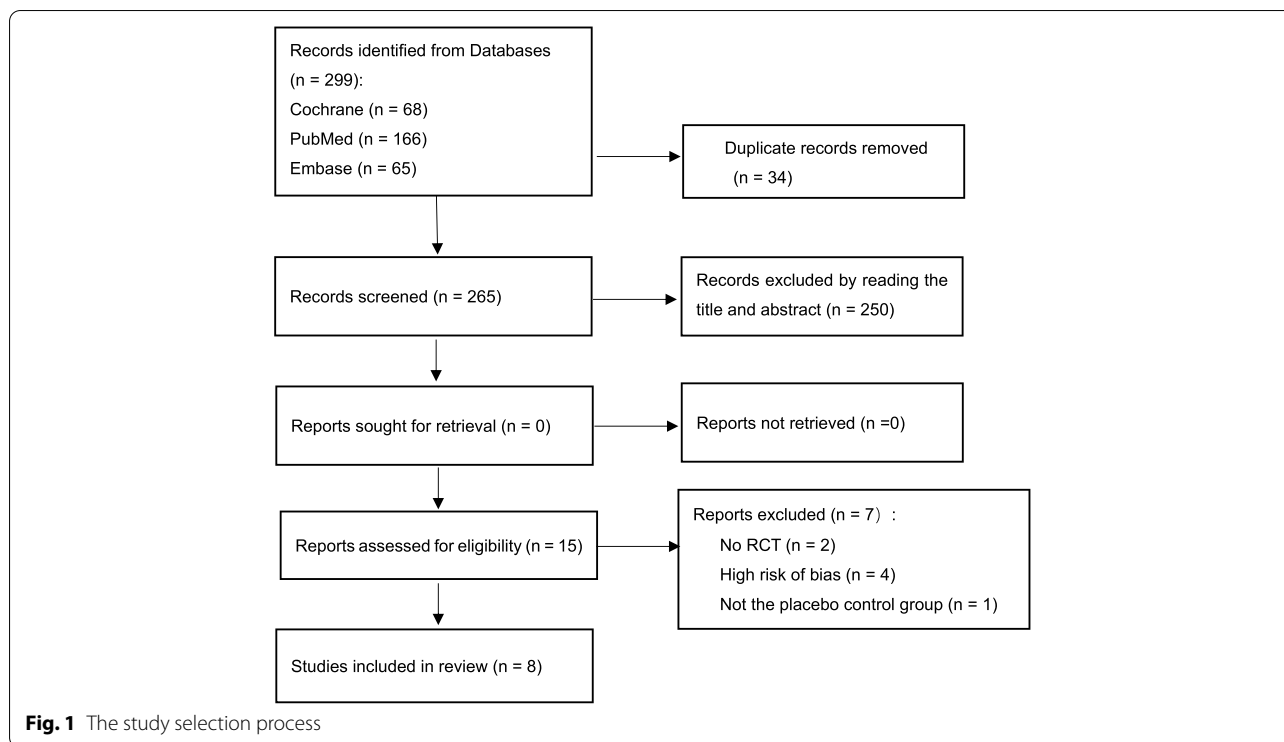 Records identified from Databases
(n = 299):
Cochrane (n = 68)
PubMed (n = 166)
Embase (n = 65)
Duplicate records removed
(n = 34)
Records screened (n = 265)
Records excluded by reading the
title and abstract (n = 250)
Reports sought for retrieval (n = 0)
Reports not retrieved (n =0)
Reports assessed for eligibility (n = 15)
Reports excluded (n = 7） :
No RCT (n = 2)
High risk of bias (n = 4)
Not the placebo control group (n = 1)
Studies included in review (n = 8)
Fig. 1 The study selection process